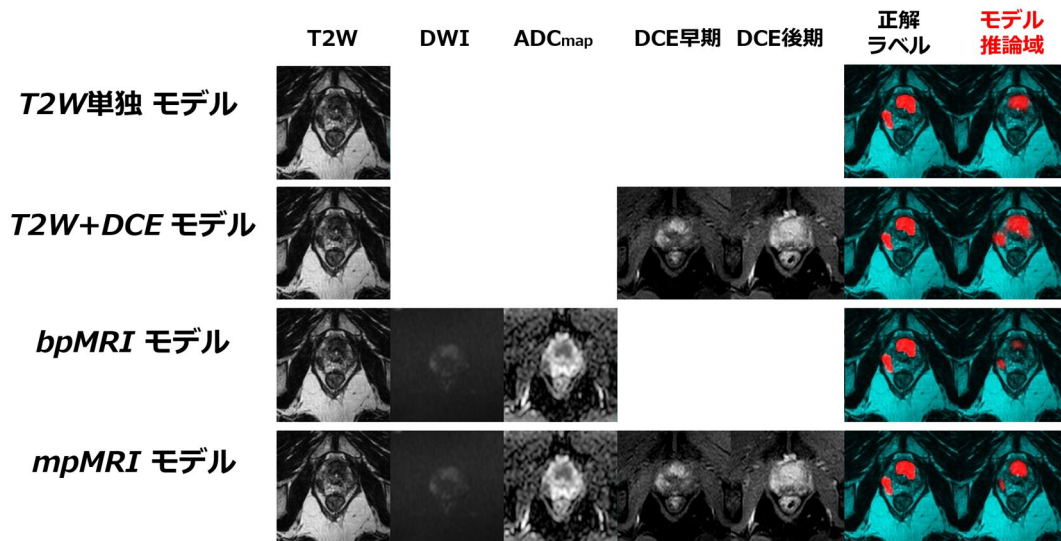 T2W DWI ADCmap DCE早期 DCE後期 正解 モデル
ラベル 推論域
T2W単独 モデル
T2W+DCE モデル
bpMRI モデル
mpMRI モデル